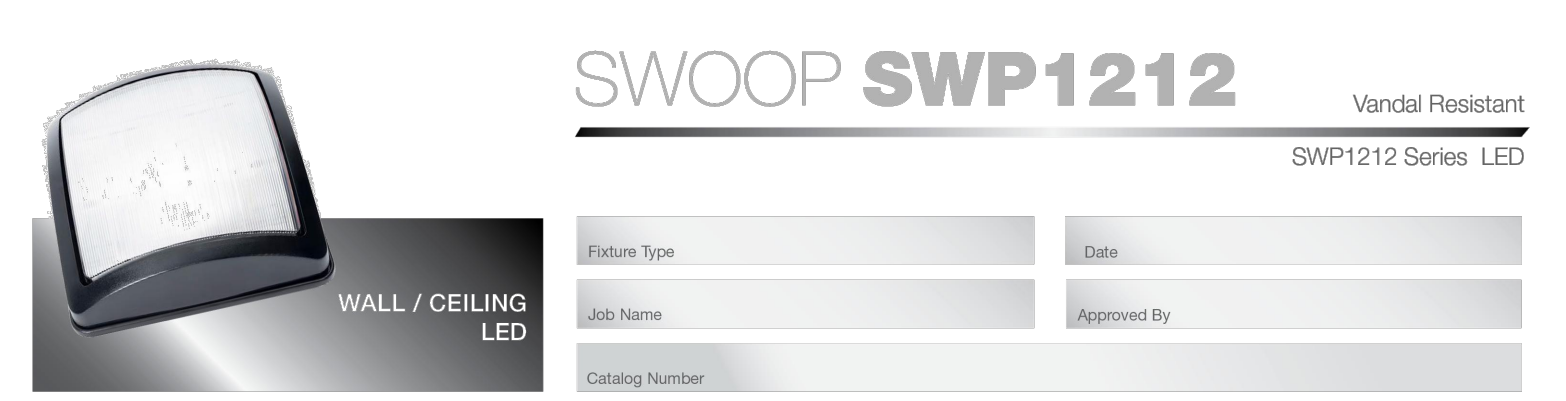 SWOOP SWP1212
Vandal Resistant
SWP1212 Series LED
WALL / CEILING
LED
Fixture Type
Date
Job Name
Approved By
Catalog Number